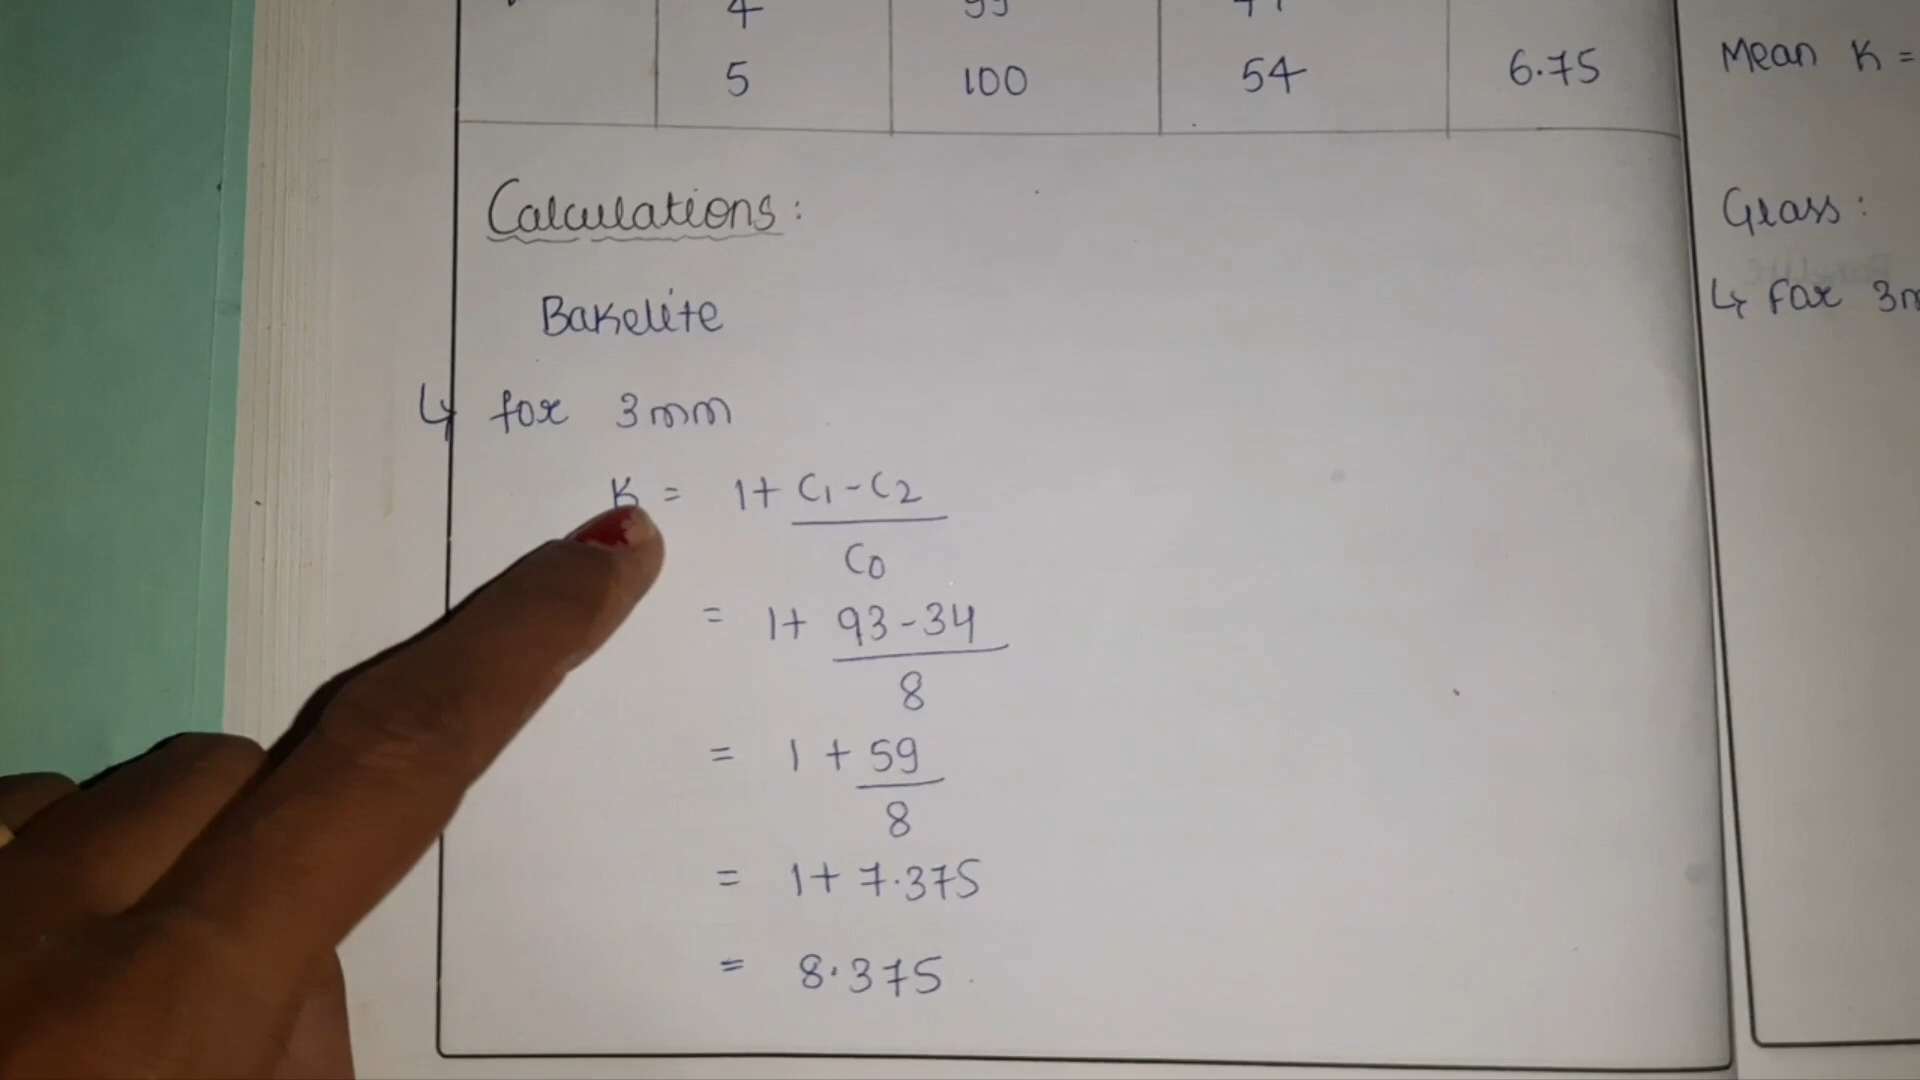 5 100 54 6.75
Calculations:
Bakelite
↳ for 3mm
K = 1+ C1-C2
C0
= 1+ 93-34
8
= 1 + 59
8
= 1+ 7.375
= 8.375
Mean K =
Glass:
↳ For